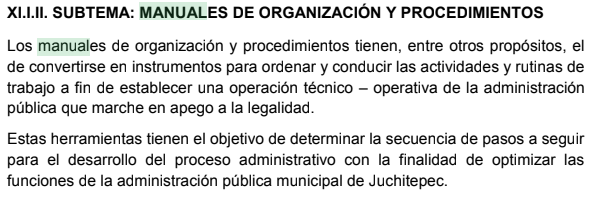 XI.I.II. SUBTEMA: MANUALES DE ORGANIZACIÓN Y PROCEDIMIENTOS
Los manuales de organización y procedimientos tienen, entre otros propósitos, el
de convertirse en instrumentos para ordenar y conducir las actividades y rutinas de
trabajo a fin de establecer una operación técnico – operativa de la administración
pública que marche en apego a la legalidad.
Estas herramientas tienen el objetivo de determinar la secuencia de pasos a seguir
para el desarrollo del proceso administrativo con la finalidad de optimizar las
funciones de la administración pública municipal de Juchitepec.